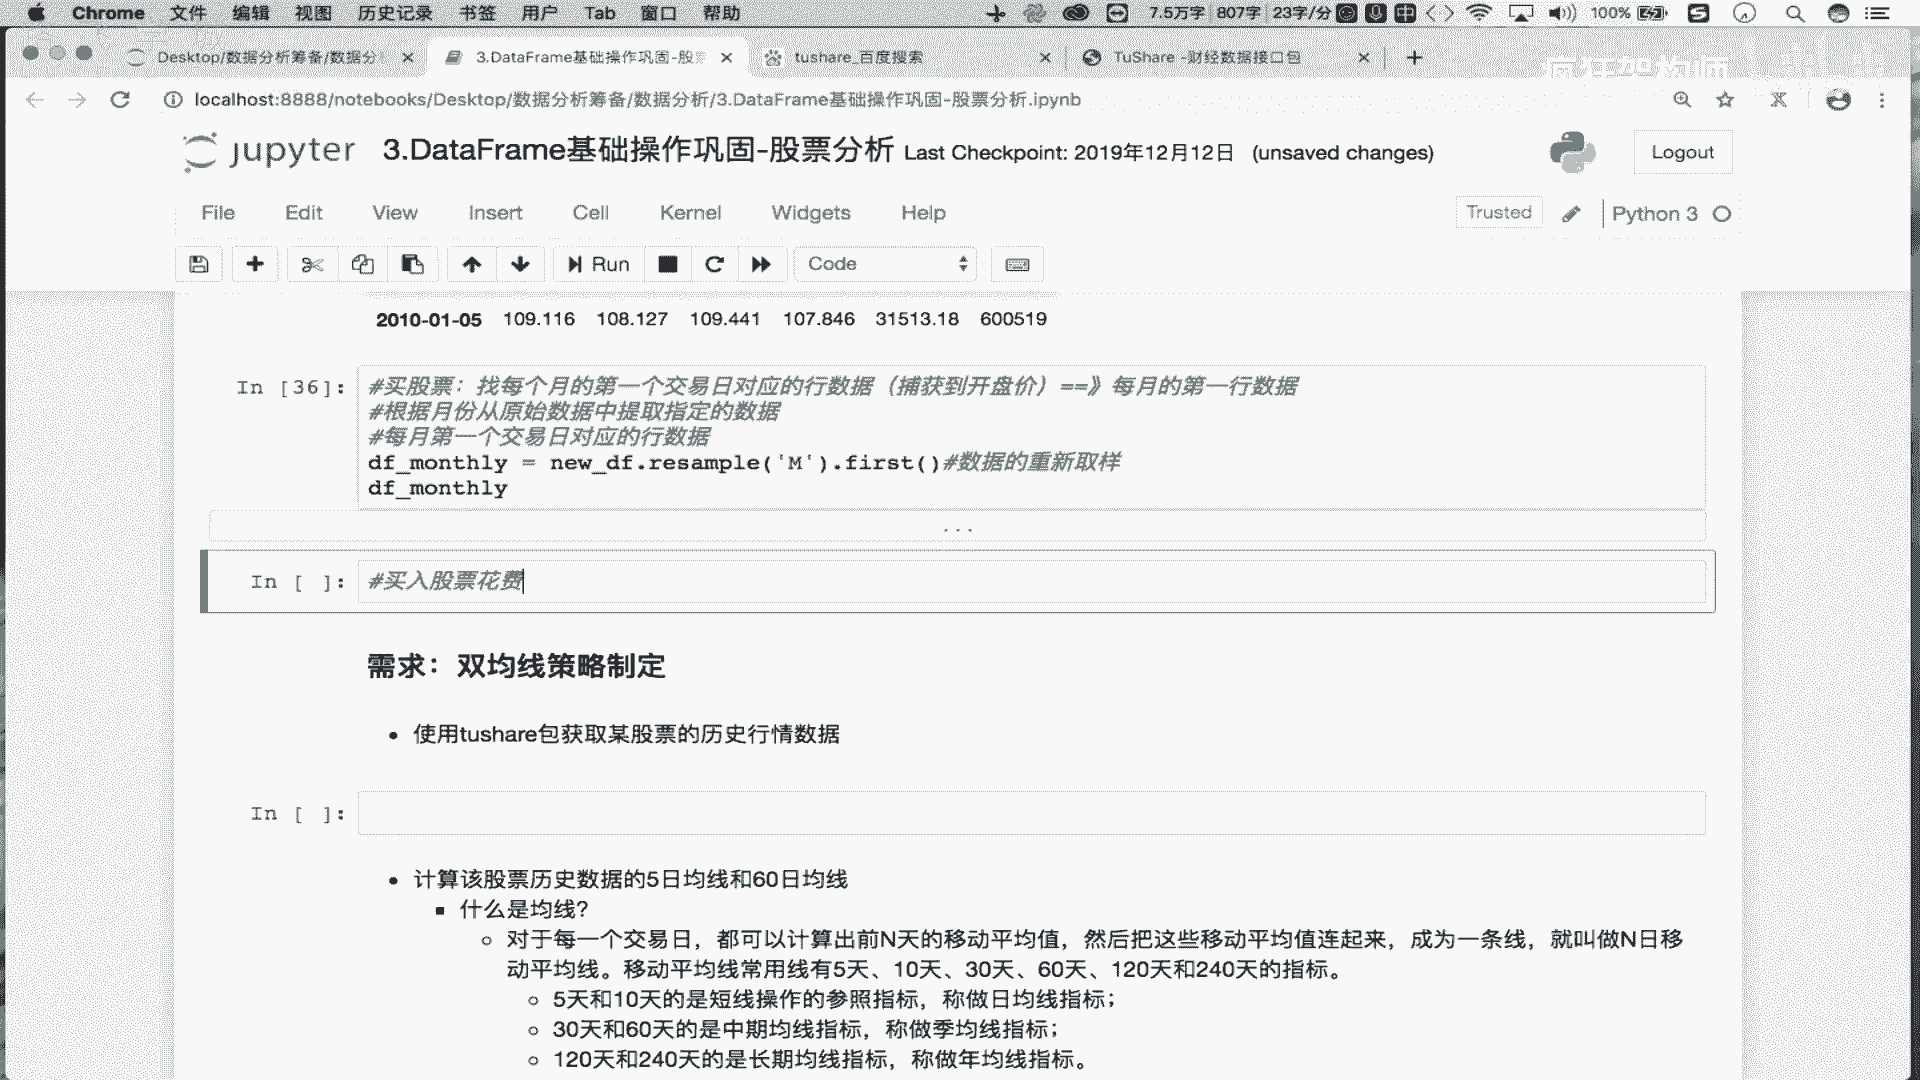 Chrome 文件 编辑 视图 历史记录 书签 用户 Tab 窗口 帮助 7.5万字 807字 23字/分 中 100%
Desktop/数据分析筹备/数据分
3.DataFrame基础操作巩固-股
tushare_百度搜索
TuShare -财经数据接口包
疯狂架构师
localhost:8888/notebooks/Desktop/数据分析筹备/数据分析/3.DataFrame基础操作巩固-股票分析.ipynb
jupyter 3.DataFrame基础操作巩固-股票分析 Last Checkpoint: 2019年12月12日 (unsaved changes)
Logout
File Edit View Insert Cell Kernel Widgets Help
Trusted Python 3
Run Code
2010-01-05 109.116 108.127 109.441 107.846 31513.18 600519
In [36]: #买股票：找每个月的第一个交易日对应的行数据（捕获到开盘价）==》每月的第一行数据
#根据月份从原始数据中提取指定的数据
#每月第一个交易日对应的行数据
df_monthly = new_df.resample('M').first()#数据的重新取样
df_monthly
...
In [ ]: #买入股票花费
需求：双均线策略制定
• 使用tushare包获取某股票的历史行情数据
In [ ]:
• 计算该股票历史数据的5日均线和60日均线
▪ 什么是均线?
○ 对于每一个交易日，都可以计算出前N天的移动平均值，然后把这些移动平均值连起来，成为一条线，就叫做N日移
动平均线。移动平均线常用线有5天、10天、30天、60天、120天和240天的指标。
○ 5天和10天的是短线操作的参照指标，称做日均线指标；
○ 30天和60天的是中期均线指标，称做季均线指标；
○ 120天和240天的是长期均线指标，称做年均线指标。